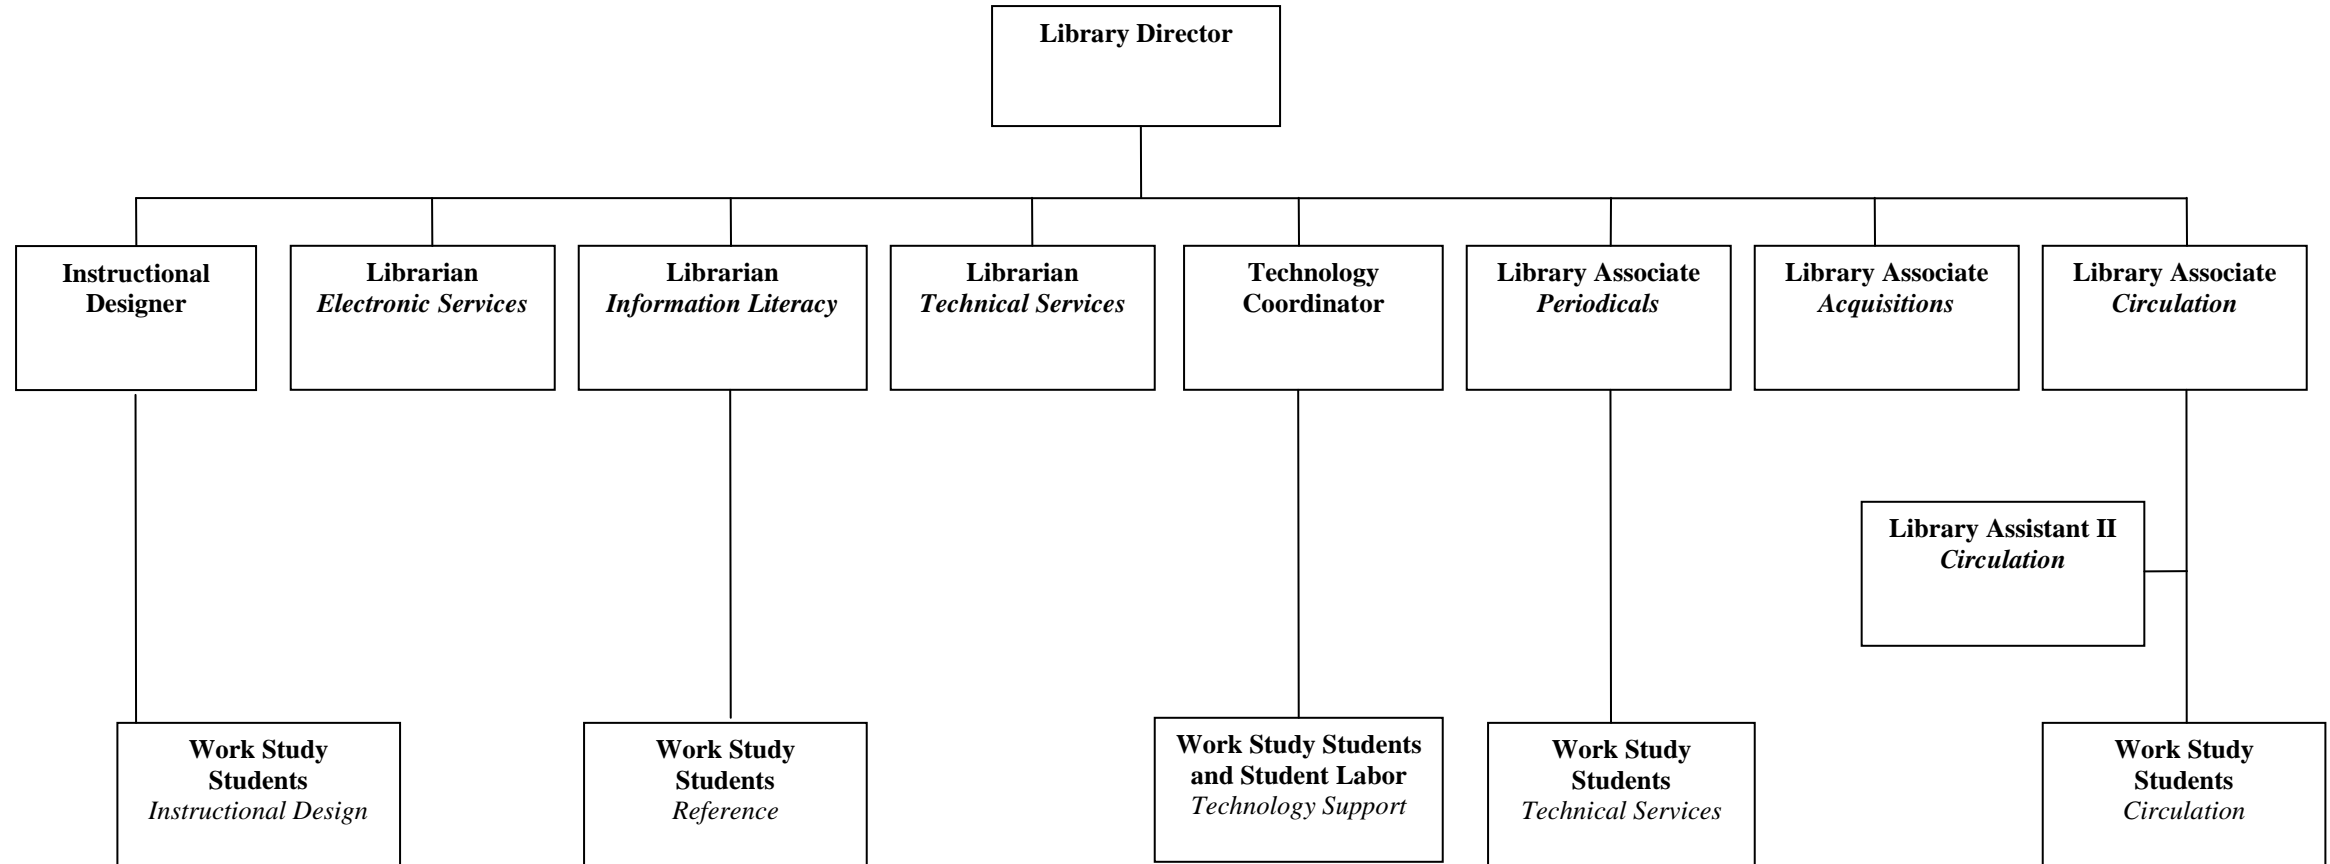 Library Director
Instructional
Designer
Librarian
Electronic Services
Librarian
Information Literacy
Librarian
Technical Services
Technology
Coordinator
Library Associate
Periodicals
Library Associate
Acquisitions
Library Associate
Circulation
Library Assistant II
Circulation
Work Study
Students
Instructional Design
Work Study
Students
Reference
Work Study Students
and Student Labor
Technology Support
Work Study
Students
Technical Services
Work Study
Students
Circulation